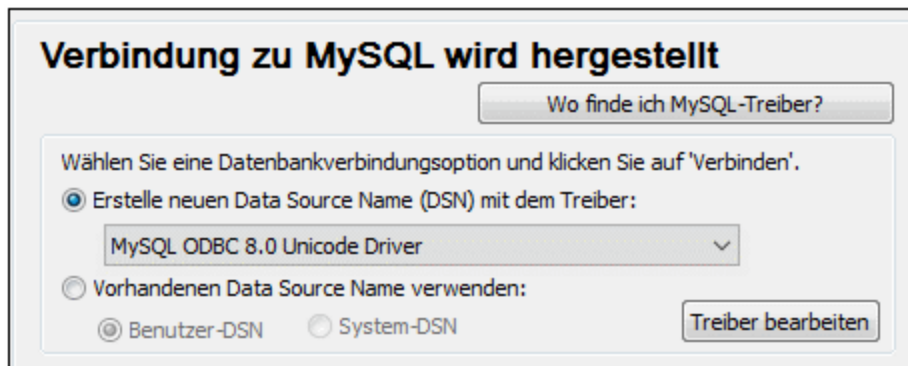 Verbindung zu MySQL wird hergestellt
Wo finde ich MySQL-Treiber?
Wählen Sie eine Datenbankverbindungsoption und klicken Sie auf 'Verbinden'.
Erstelle neuen Data Source Name (DSN) mit dem Treiber:
MySQL ODBC 8.0 Unicode Driver
Vorhandenen Data Source Name verwenden:
Benutzer-DSN System-DSN Treiber bearbeiten